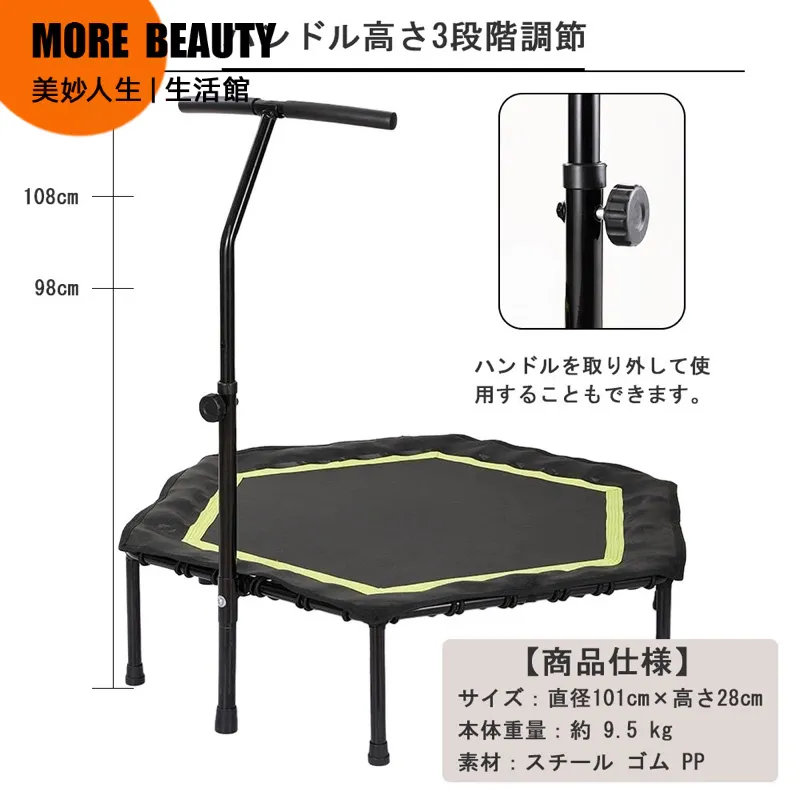 MORE BEAUTY
美妙人生 | 生活館
ンドル高さ3段階調節
108cm
98cm
ハンドルを取り外して使
用することもできます。
【商品仕様】
サイズ：直径101cm×高さ28cm
本体重量：約 9.5 kg
素材：スチール ゴム PP